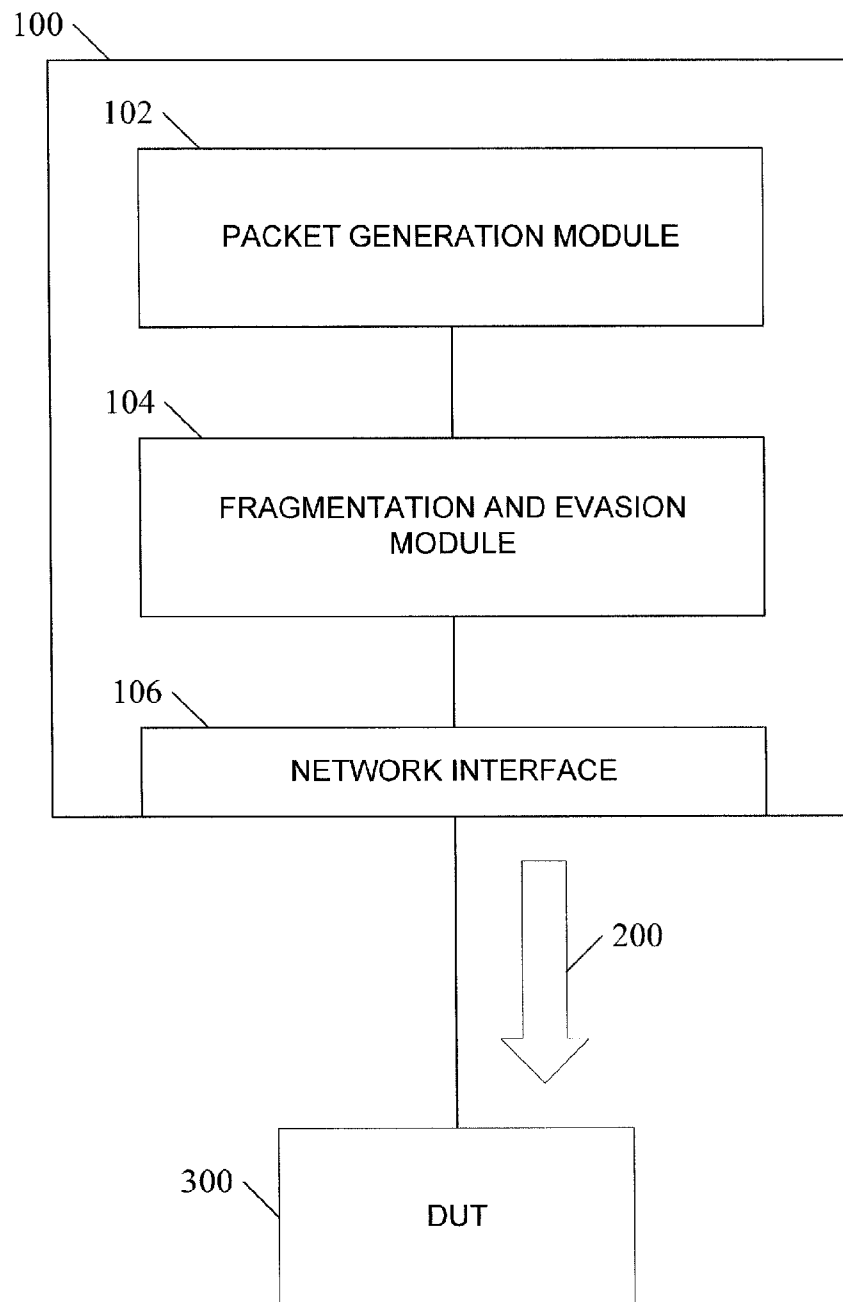 100
102
PACKET GENERATION MODULE
104
FRAGMENTATION AND EVASION
MODULE
106
NETWORK INTERFACE
200
300
DUT